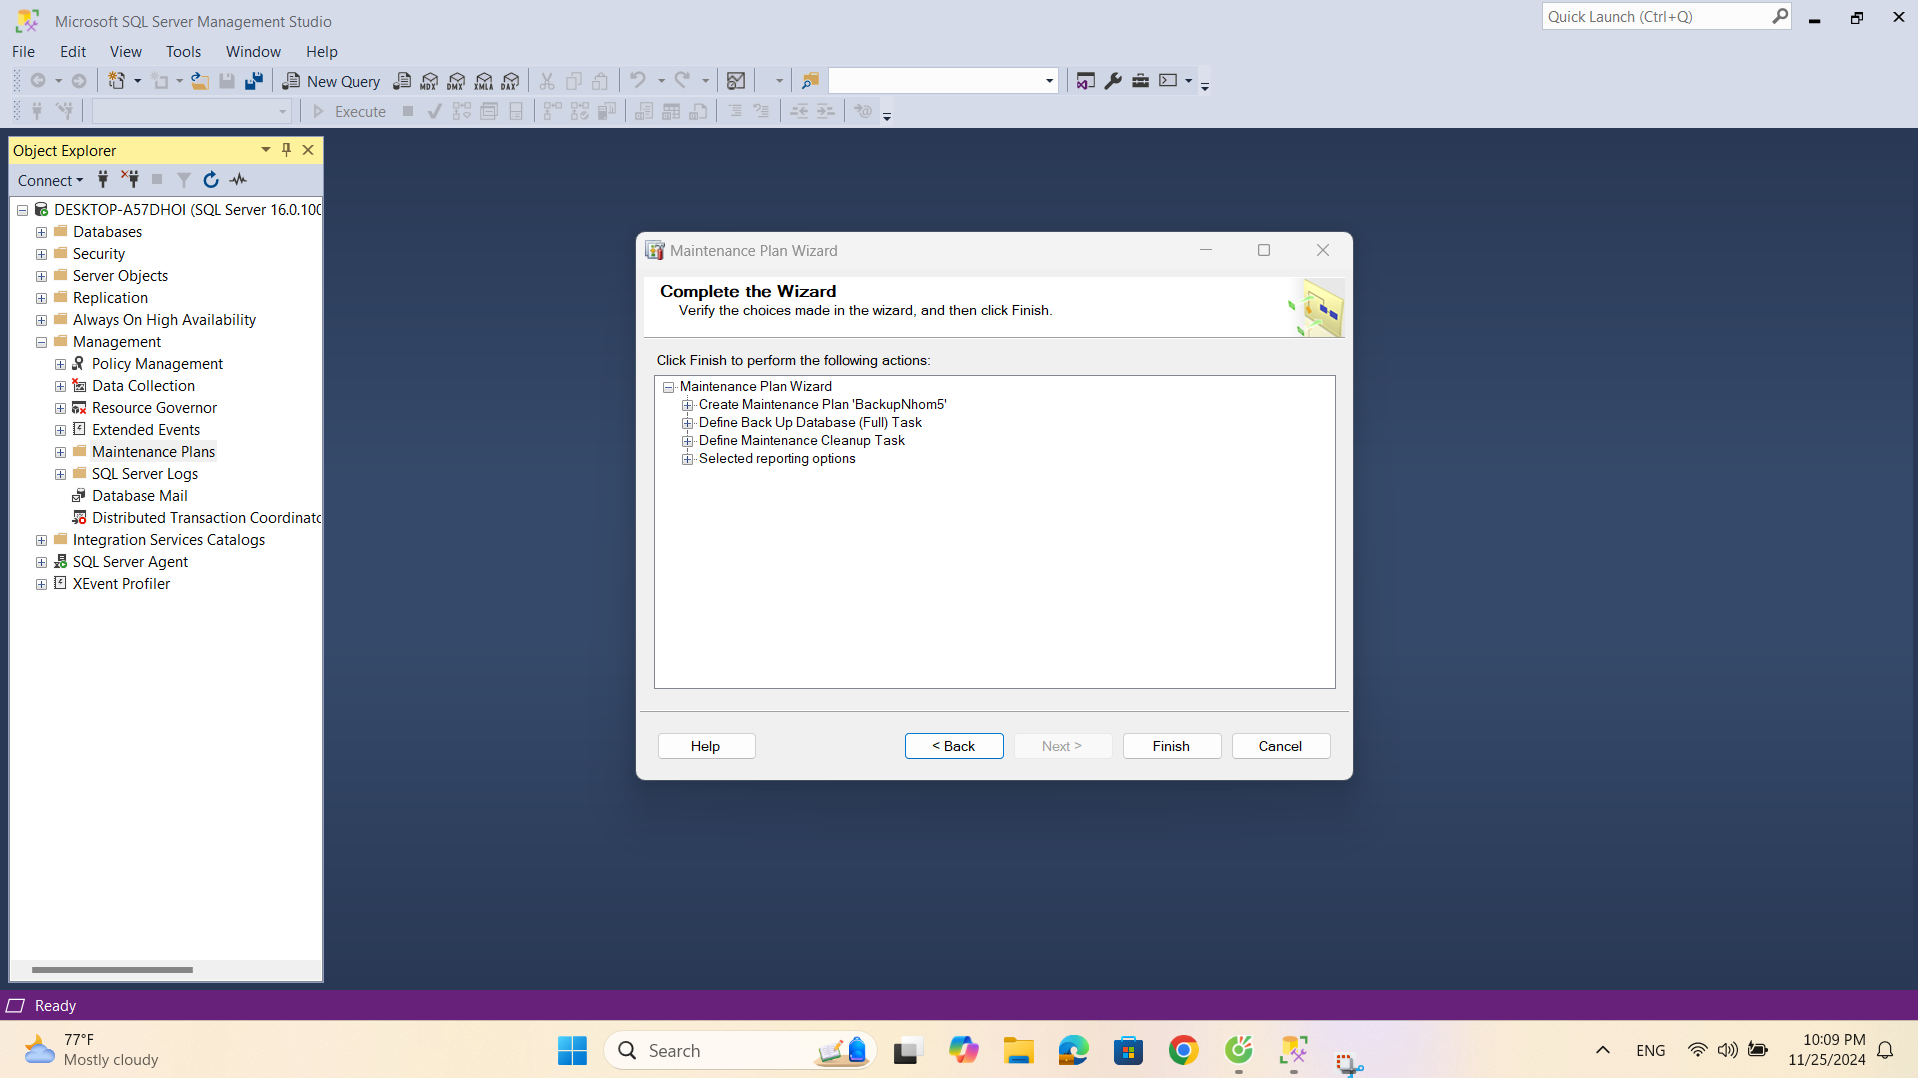 Microsoft SQL Server Management Studio
Quick Launch (Ctrl+Q)
File Edit View Tools Window Help
New Query
MDX DMX XMLA DAX
Execute
Object Explorer
Connect
DESKTOP-A57DHOI (SQL Server 16.0.100
Databases
Security
Server Objects
Replication
Always On High Availability
Management
Policy Management
Data Collection
Resource Governor
Extended Events
Maintenance Plans
SQL Server Logs
Database Mail
Distributed Transaction Coordinato
Integration Services Catalogs
SQL Server Agent
XEvent Profiler
Maintenance Plan Wizard
Complete the Wizard
Verify the choices made in the wizard, and then click Finish.
Click Finish to perform the following actions:
Maintenance Plan Wizard
Create Maintenance Plan 'BackupNhom5'
Define Back Up Database (Full) Task
Define Maintenance Cleanup Task
Selected reporting options
Help < Back Next > Finish Cancel
Ready
77°F
Mostly cloudy
Search
ENG
10:09 PM
11/25/2024